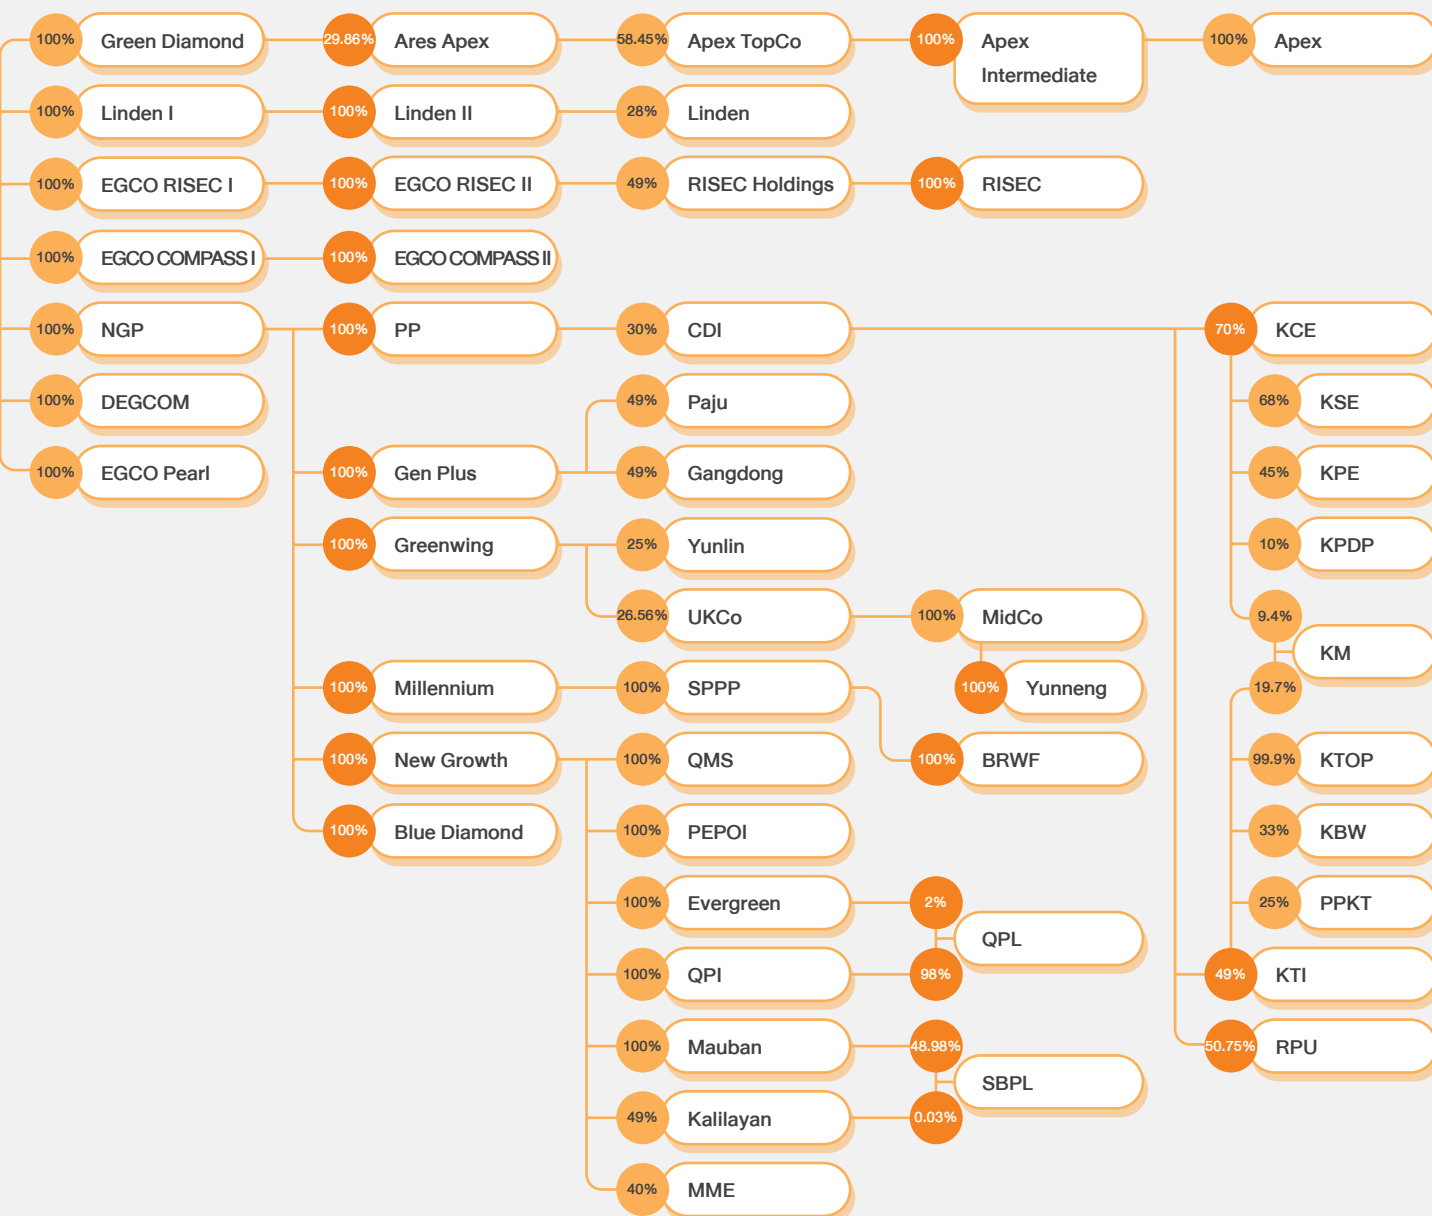 100% Green Diamond 29.86% Ares Apex 58.45% Apex TopCo 100% Apex 100% Apex
Intermediate
100% Linden I 100% Linden II 28% Linden
100% EGCO RISEC I 100% EGCO RISEC II 49% RISEC Holdings 100% RISEC
100% EGCO COMPASS I 100% EGCO COMPASS II
100% NGP 100% PP 30% CDI 70% KCE
100% DEGCOM 49% Paju 68% KSE
100% EGCO Pearl 100% Gen Plus 49% Gangdong 45% KPE
100% Greenwing 25% Yunlin 10% KPDP
26.56% UKCo 100% MidCo 9.4%
KM
100% Millennium 100% SPPP 100% Yunneng 19.7%
100% New Growth 100% QMS 100% BRWF 99.9% KTOP
100% Blue Diamond 100% PEPOI 33% KBW
100% Evergreen 2% 25% PPKT
QPL
100% QPI 98% 49% KTI
100% Mauban 48.98% 50.75% RPU
SBPL
49% Kalilayan 0.03%
40% MME